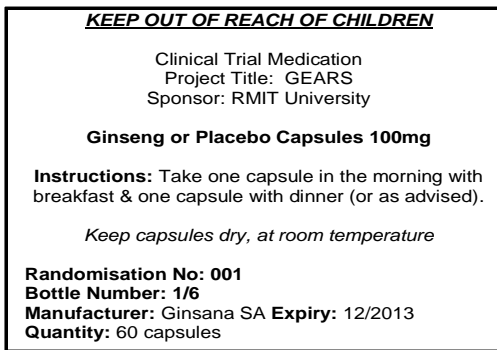 KEEP OUT OF REACH OF CHILDREN
Clinical Trial Medication
Project Title: GEARS
Sponsor: RMIT University
Ginseng or Placebo Capsules 100mg
Instructions: Take one capsule in the morning with
breakfast & one capsule with dinner (or as advised).
Keep capsules dry, at room temperature
Randomisation No: 001
Bottle Number: 1/6
Manufacturer: Ginsana SA Expiry: 12/2013
Quantity: 60 capsules